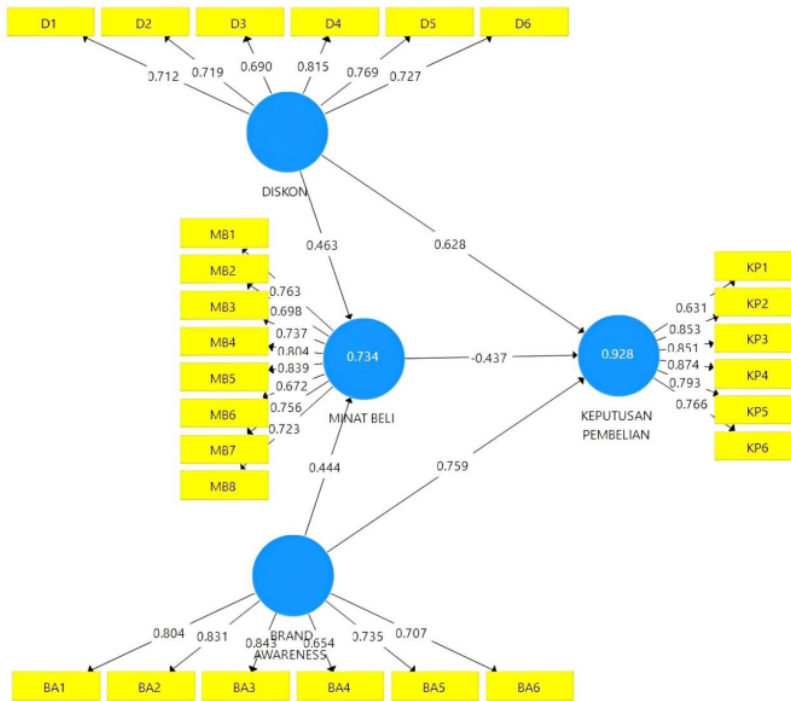 D1 D2 D3 D4 D5 D6
0.712 0.719 0.690 0.815 0.769 0.727
DISKON
0.463 0.628
MB1
MB2
MB3
MB4
MB5
MB6
MB7
MB8
0.763
0.698
0.737
0.804
0.839
0.672
0.756
0.723
0.734
MINAT BELI
-0.437
0.928
KEPUTUSAN
PEMBELIAN
0.631
0.853
0.851
0.874
0.793
0.766
KP1
KP2
KP3
KP4
KP5
KP6
0.444 0.759
BRAND
AWARENESS
0.804 0.831 0.843 0.654 0.735 0.707
BA1 BA2 BA3 BA4 BA5 BA6